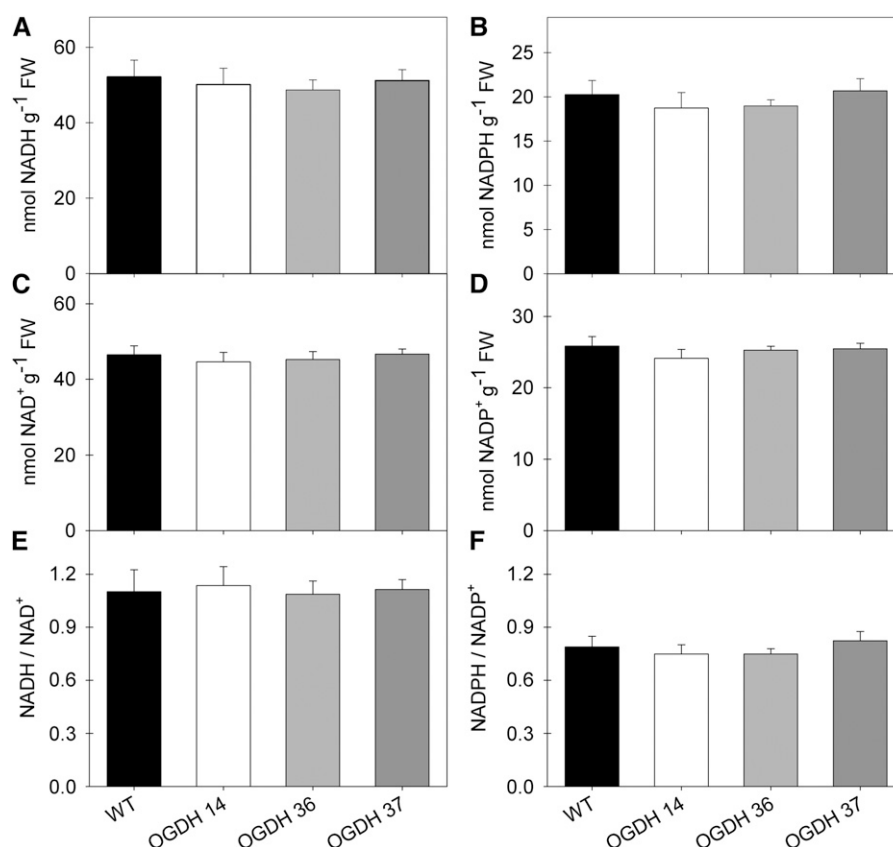 A
nmol NADH g⁻¹ FW
60
40
20
0
B
nmol NADPH g⁻¹ FW
25
20
15
10
5
0
C
nmol NAD⁺ g⁻¹ FW
60
40
20
0
D
nmol NADP⁺ g⁻¹ FW
30
20
10
0
E
NADH / NAD⁺
1.2
0.9
0.6
0.3
0.0
WT
OGDH 14
OGDH 36
OGDH 37
F
NADPH / NADP⁺
1.2
0.9
0.6
0.3
0.0
WT
OGDH 14
OGDH 36
OGDH 37